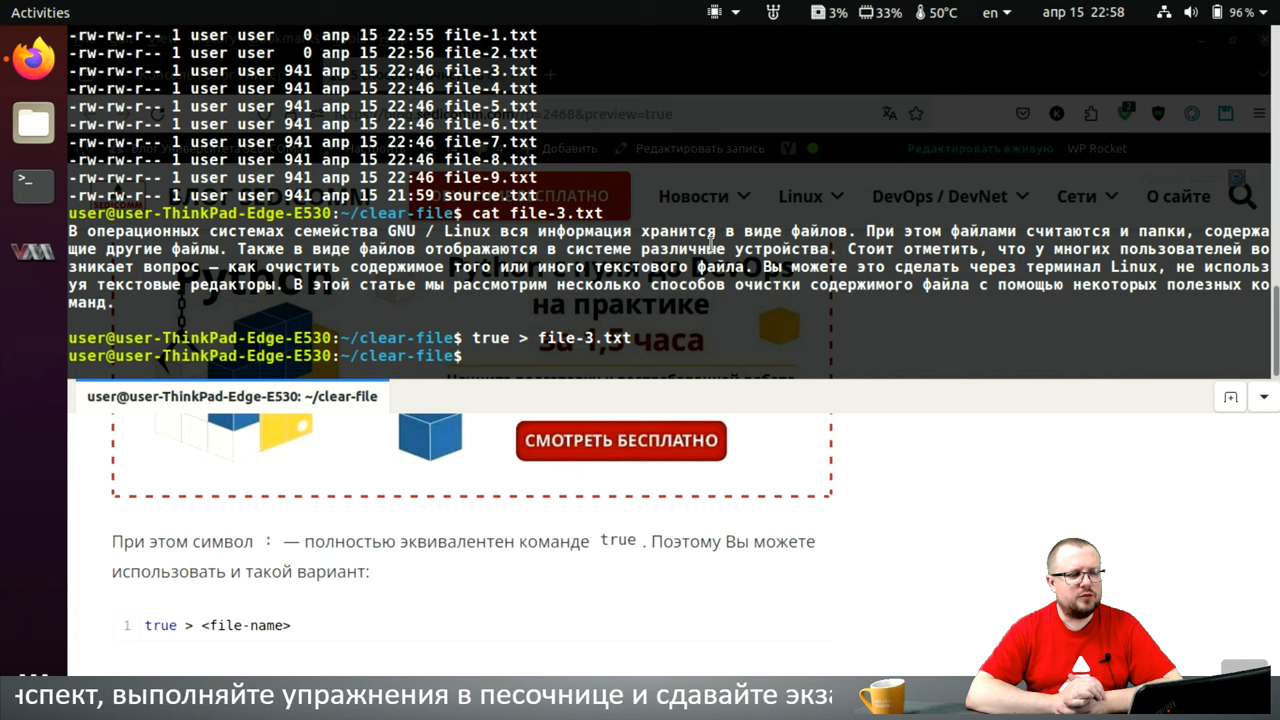 Activities
3%
33%
50°C
en
апр 15 22:58
96 %
-rw-rw-r-- 1 user user 0 апр 15 22:55 file-1.txt
-rw-rw-r-- 1 user user 0 апр 15 22:56 file-2.txt
-rw-rw-r-- 1 user user 941 апр 15 22:46 file-3.txt
-rw-rw-r-- 1 user user 941 апр 15 22:46 file-4.txt
-rw-rw-r-- 1 user user 941 апр 15 22:46 file-5.txt
-rw-rw-r-- 1 user user 941 апр 15 22:46 file-6.txt
-rw-rw-r-- 1 user user 941 апр 15 22:46 file-7.txt
-rw-rw-r-- 1 user user 941 апр 15 22:46 file-8.txt
-rw-rw-r-- 1 user user 941 апр 15 22:46 file-9.txt
-rw-rw-r-- 1 user user 941 апр 15 21:59 source.txt
sedicomm.com/?p=2468&preview=true
Добавить
Редактировать запись
Редактировать вживую
WP Rocket
Новости
Linux
DevOps / DevNet
Сети
О сайте
user@user-ThinkPad-Edge-E530:~/clear-file$ cat file-3.txt
В операционных системах семейства GNU / Linux вся информация хранится в виде файлов. При этом файлами считаются и папки, содержа
щие другие файлы. Также в виде файлов отображаются в системе различные устройства. Стоит отметить, что у многих пользователей во
зникает вопрос — как очистить содержимое того или иного текстового файла. Вы можете это сделать через терминал Linux, не использ
уя текстовые редакторы. В этой статье мы рассмотрим несколько способов очистки содержимого файла с помощью некоторых полезных ко
манд.
Python
на практике
за 1,5 часа
user@user-ThinkPad-Edge-E530:~/clear-file$ true > file-3.txt
user@user-ThinkPad-Edge-E530:~/clear-file$
user@user-ThinkPad-Edge-E530: ~/clear-file
СМОТРЕТЬ БЕСПЛАТНО
При этом символ : — полностью эквивалентен команде true . Поэтому Вы можете
использовать и такой вариант:
1 true > <file-name>
нспект, выполняйте упражнения в песочнице и сдавайте экз